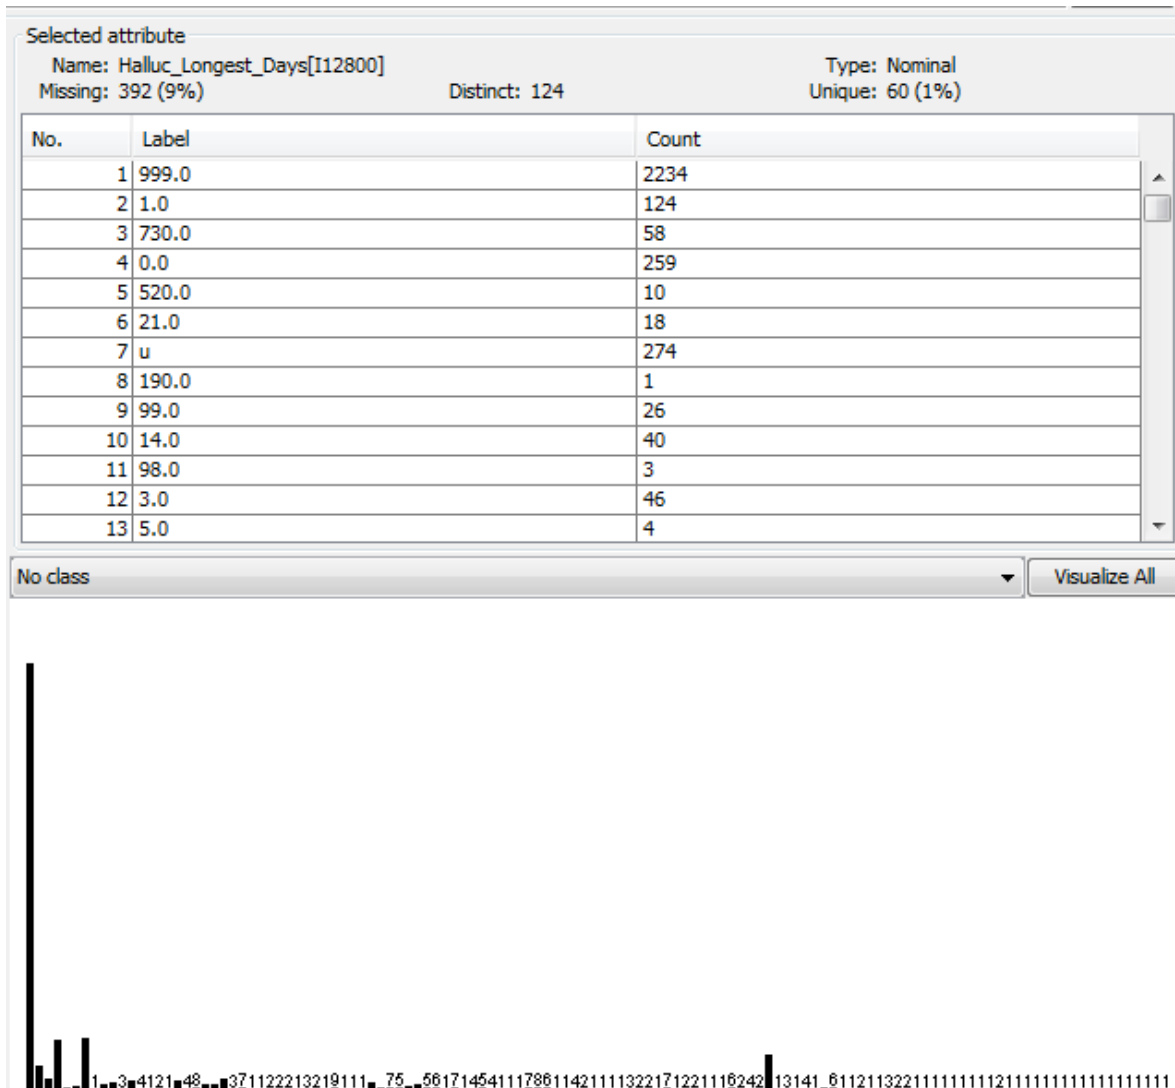 Selected attribute
Name: Halluc_Longest_Days[I12800] Type: Nominal
Missing: 392 (9%) Distinct: 124 Unique: 60 (1%)
No. Label Count
1 999.0 2234
2 1.0 124
3 730.0 58
4 0.0 259
5 520.0 10
6 21.0 18
7 u 274
8 190.0 1
9 99.0 26
10 14.0 40
11 98.0 3
12 3.0 46
13 5.0 4
No class Visualize All